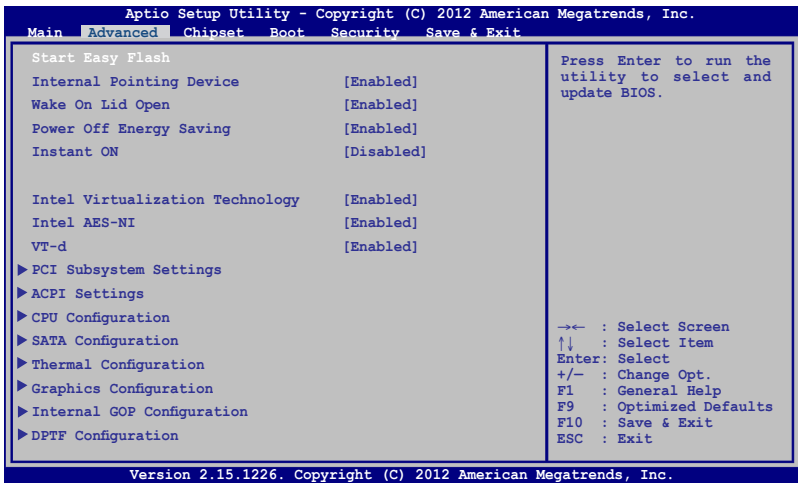 Aptio Setup Utility - Copyright (C) 2012 American Megatrends, Inc.
Main Advanced Chipset Boot Security Save & Exit
Start Easy Flash
Internal Pointing Device [Enabled]
Wake On Lid Open [Enabled]
Power Off Energy Saving [Enabled]
Instant ON [Disabled]
Intel Virtualization Technology [Enabled]
Intel AES-NI [Enabled]
VT-d [Enabled]
PCI Subsystem Settings
ACPI Settings
CPU Configuration
SATA Configuration
Thermal Configuration
Graphics Configuration
Internal GOP Configuration
DPTF Configuration
Press Enter to run the
utility to select and
update BIOS.
→← : Select Screen
↑↓ : Select Item
Enter: Select
+/— : Change Opt.
F1 : General Help
F9 : Optimized Defaults
F10 : Save & Exit
ESC : Exit
Version 2.15.1226. Copyright (C) 2012 American Megatrends, Inc.